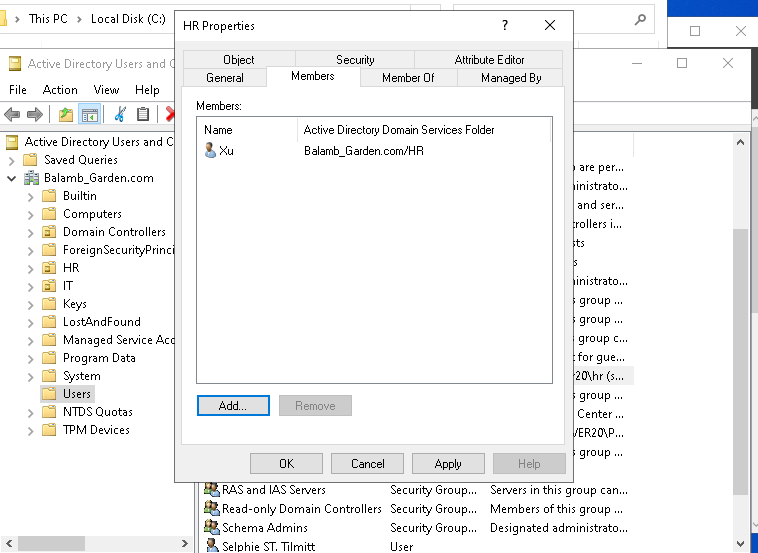 This PC > Local Disk (C:)
Active Directory Users and C
File Action View Help
Active Directory Users and C
Saved Queries
Balamb_Garden.com
Builtin
Computers
Domain Controllers
ForeignSecurityPrinci
HR
IT
Keys
LostAndFound
Managed Service Acc
Program Data
System
Users
NTDS Quotas
TPM Devices
HR Properties
?
Object Security Attribute Editor
General Members Member Of Managed By
Members:
Name Active Directory Domain Services Folder
Xu Balamb_Garden.com/HR
Add... Remove
OK Cancel Apply Help
are per...
ministrato...
and ser...
rollers i...
sts
s
ministrato...
s group ...
s group ...
s group c...
t for gue...
r20\hr (s...
s group ...
Center ...
VER20\P...
s group ...
RAS and IAS Servers Security Group... Servers in this group can...
Read-only Domain Controllers Security Group... Members of this group ...
Schema Admins Security Group... Designated administrato...
Selphie ST. Tilmitt User